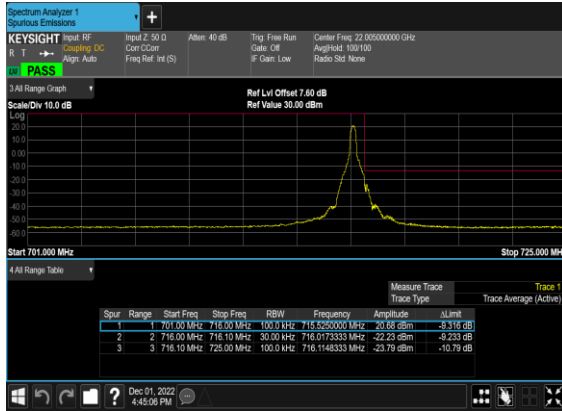 Spectrum Analyzer 1
Spurious Emissions
+
KEYSIGHT Input: RF Input Z: 50 Ω Atten: 40 dB Trig: Free Run Center Freq: 22.005000000 GHz
R T Coupling: DC Corr CCorr Gate: Off Avg|Hold: 100/100
Align: Auto Freq Ref: Int (S) IF Gain: Low Radio Std: None
LW PASS
3 All Range Graph
Ref Lvl Offset 7.60 dB
Scale/Div 10.0 dB Ref Value 30.00 dBm
Log
20.0
10.0
0.00
-10.0
-20.0
-30.0
-40.0
-50.0
-60.0
Start 701.000 MHz Stop 725.000 MH
4 All Range Table
Measure Trace Trace 1
Trace Type Trace Average (Active)
Spur Range Start Freq Stop Freq RBW Frequency Amplitude ΔLimit
1 1 701.00 MHz 716.00 MHz 100.0 kHz 715.5250000 MHz 20.68 dBm -9.316 dB
2 2 716.00 MHz 716.10 MHz 30.00 kHz 716.0173333 MHz -22.23 dBm -9.233 dB
3 3 716.10 MHz 725.00 MHz 100.0 kHz 716.1148333 MHz -23.79 dBm -10.79 dB
? Dec 01, 2022
4:45:06 PM